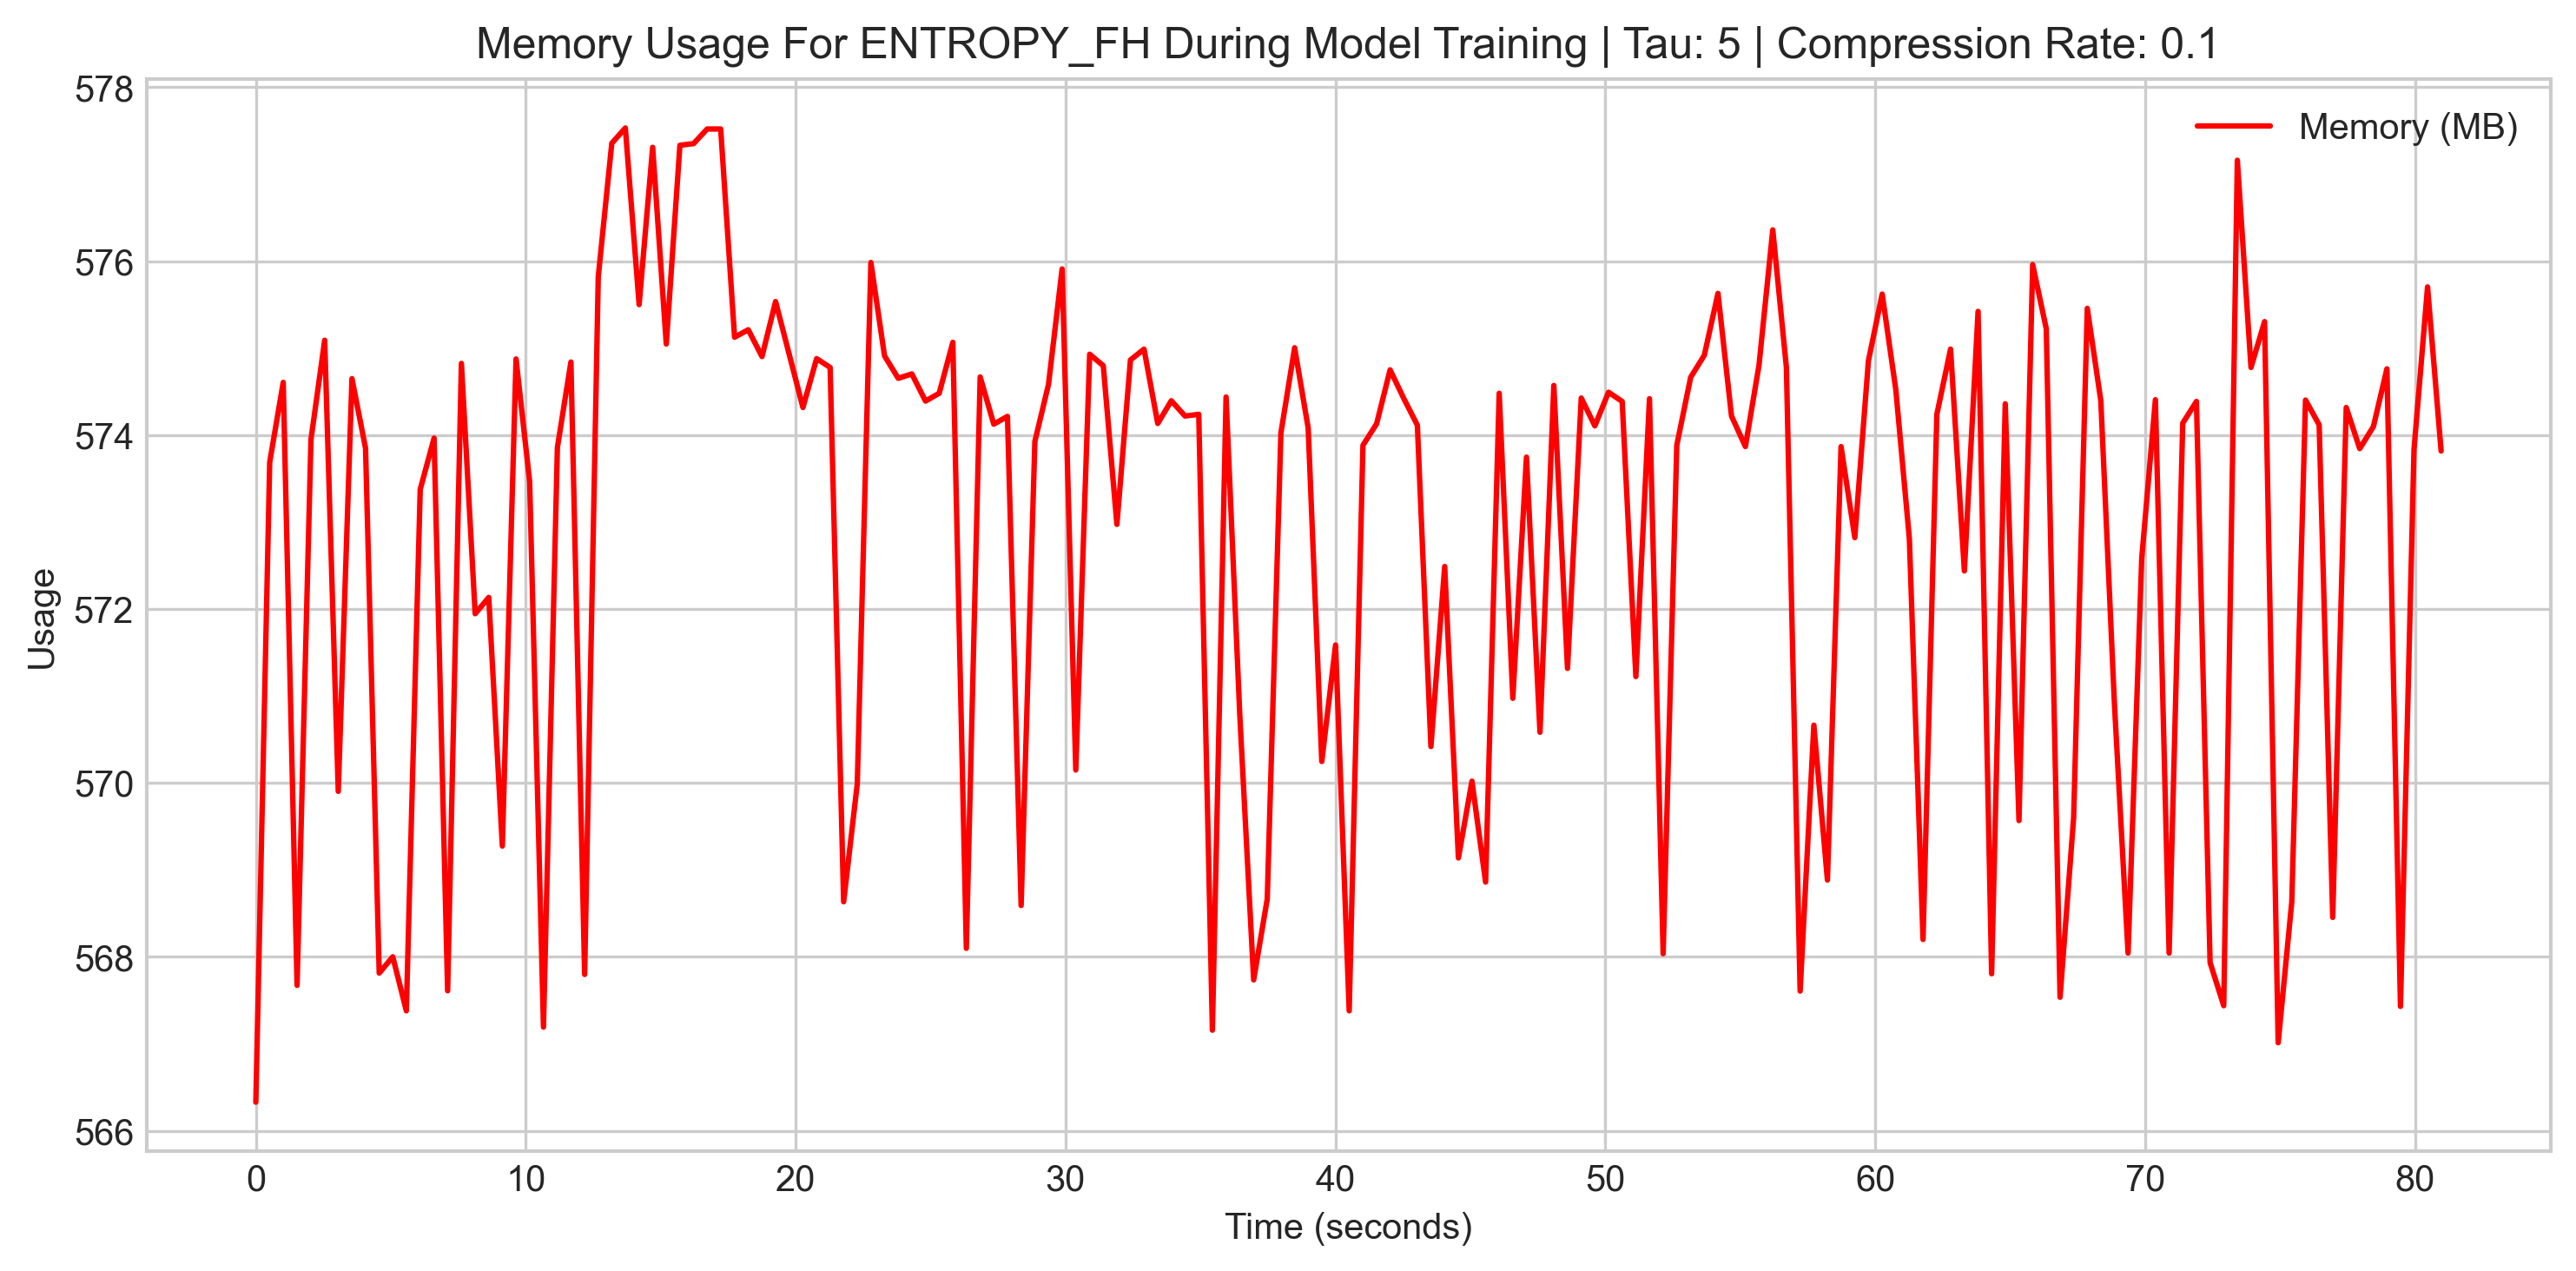 Memory Usage For ENTROPY_FH During Model Training | Tau: 5 | Compression Rate: 0.1
Memory (MB)
578
576
574
572
570
568
566
Usage
0 10 20 30 40 50 60 70 80
Time (seconds)